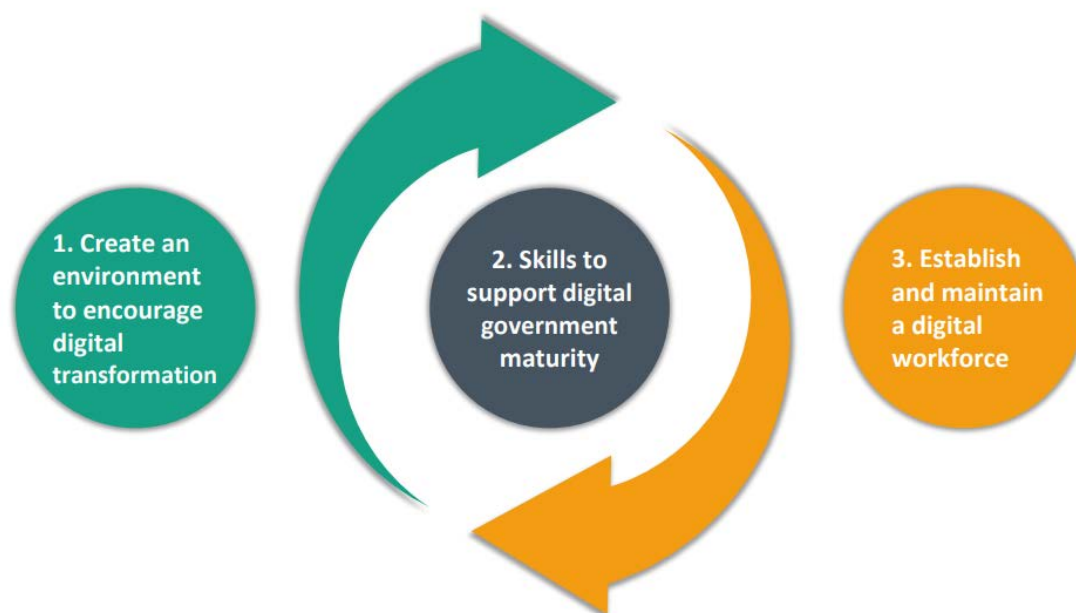 1. Create an
environment
to encourage
digital
transformation
2. Skills to
support digital
government
maturity
3. Establish
and maintain
a digital
workforce